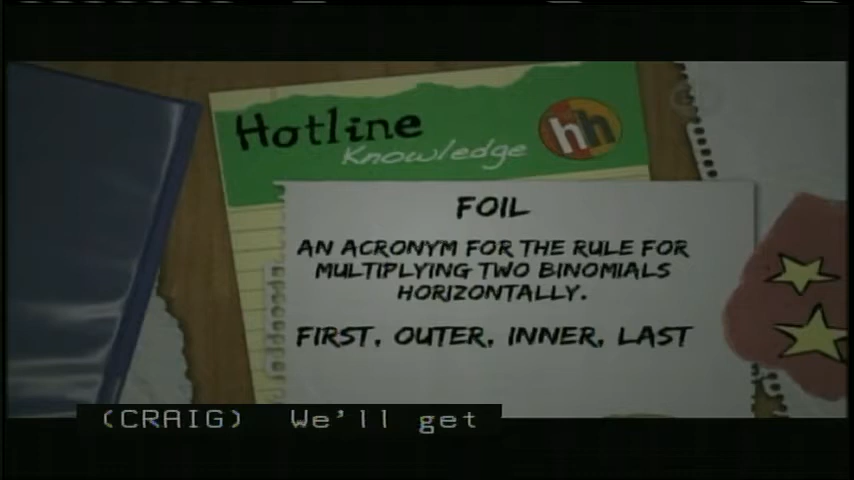 Hotline
Knowledge
hh
FOIL
AN ACRONYM FOR THE RULE FOR
MULTIPLYING TWO BINOMIALS
HORIZONTALLY.
FIRST, OUTER, INNER, LAST
(CRAIG) We'll get